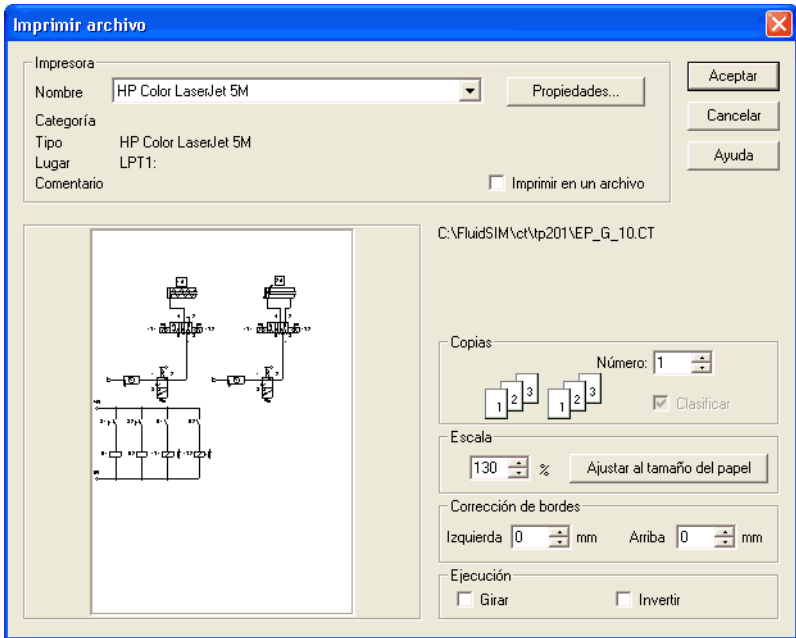 Imprimir archivo
Impresora
Nombre HP Color LaserJet 5M Propiedades...
Categoría
Tipo HP Color LaserJet 5M
Lugar LPT1:
Comentario
Imprimir en un archivo
Aceptar
Cancelar
Ayuda
C:\FluidSIM\ct\tp201\EP_G_10.CT
Copias
Número: 1
1 2 3 1 2 3
Clasificar
Escala
130 % Ajustar al tamaño del papel
Corrección de bordes
Izquierda 0 mm Arriba 0 mm
Ejecución
Girar Invertir